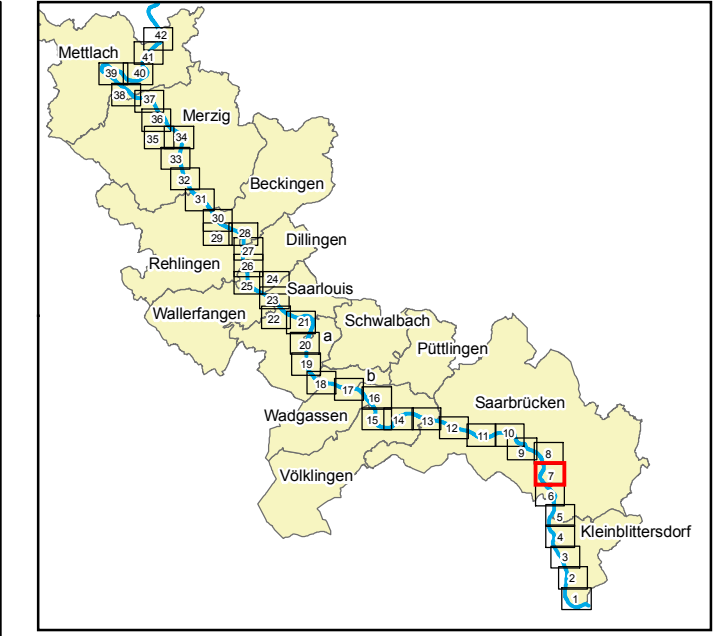 42
Mettlach
41
39
40
38
37
36
Merzig
35
34
33
32
Beckingen
31
30
28
29
Dillingen
27
Rehlingen
26
24
25
Saarlouis
23
Wallerfangen
22
21
Schwalbach
a
20
Püttlingen
19
b
18
17
16
Saarbrücken
Wadgassen
15
14
13
12
11
10
9
8
Völklingen
7
6
5
Kleinblittersdorf
4
3
2
1